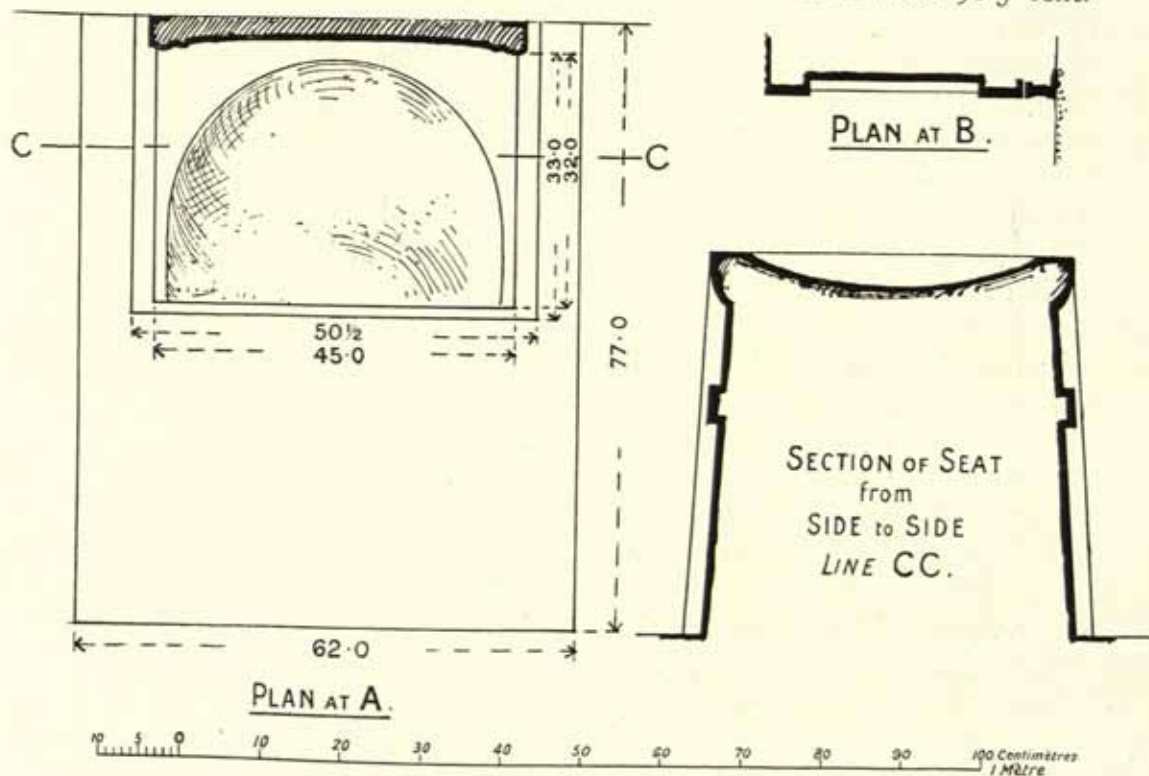 C
C
33.0
32.0
50½
45.0
77.0
62.0
PLAN AT A.
PLAN AT B.
SECTION OF SEAT
from
SIDE to SIDE
LINE CC.
10 0 10 20 30 40 50 60 70 80 90 100 Centimètres
1 Mètre